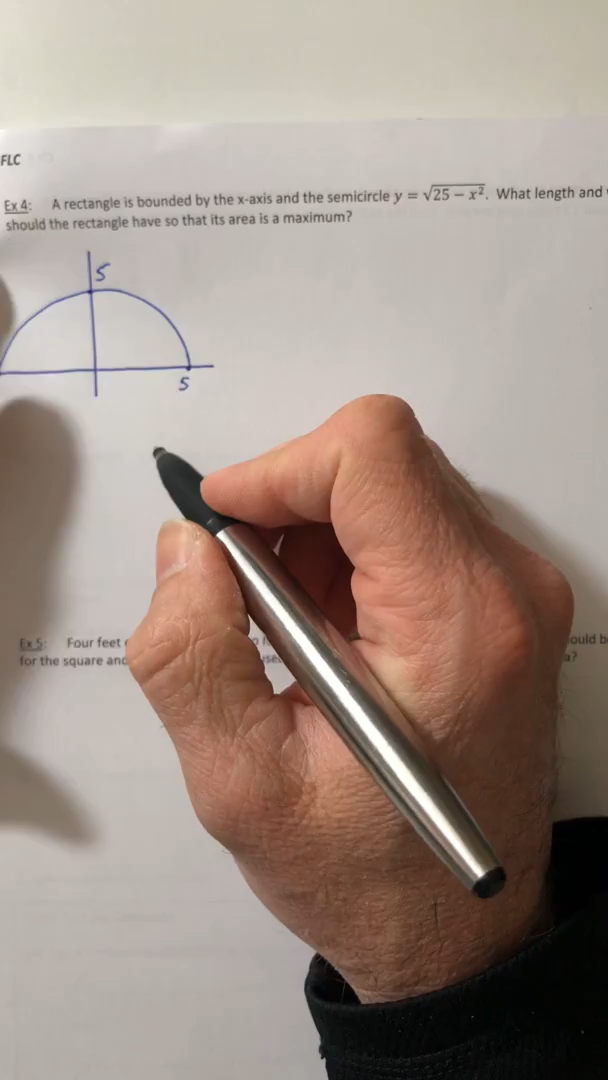 FLC
Ex 4: A rectangle is bounded by the x-axis and the semicircle y = √25 − x². What length and
should the rectangle have so that its area is a maximum?
5
5
Ex 5: Four feet
for the square and